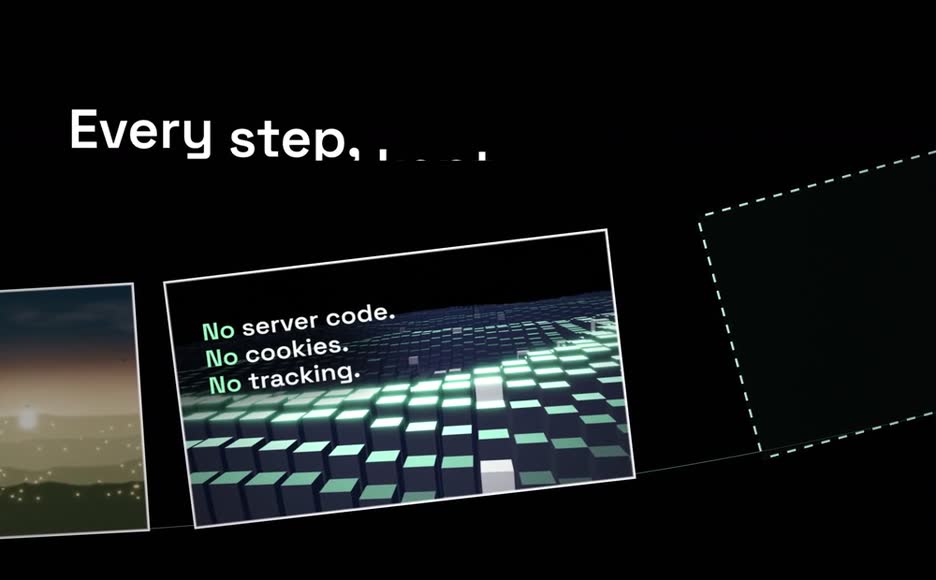 Every step,
No server code.
No cookies.
No tracking.